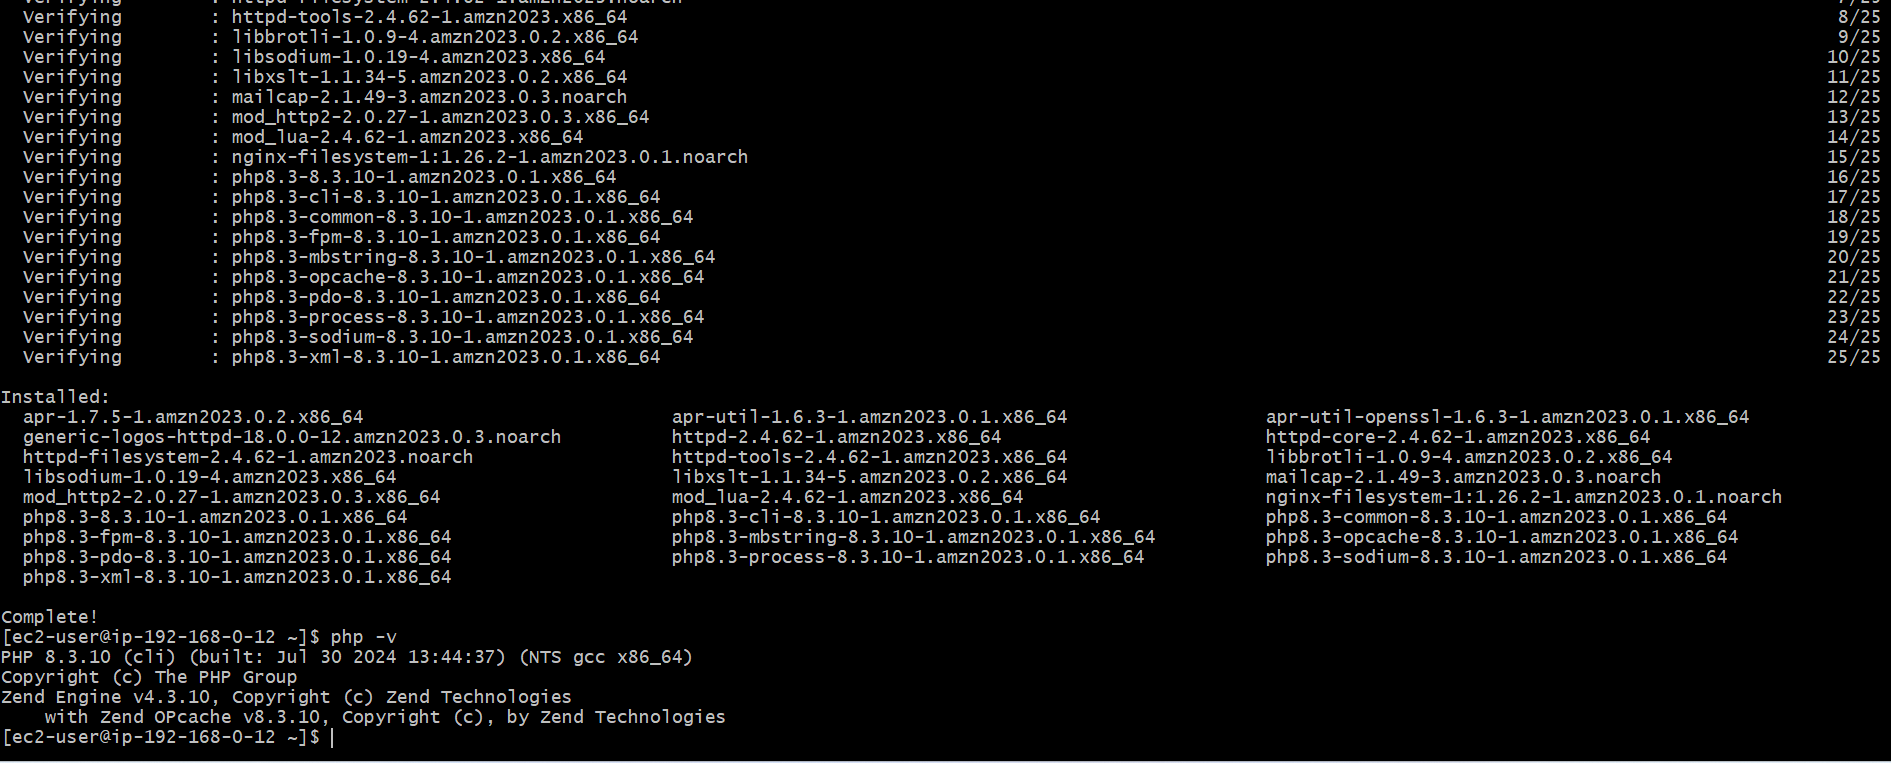 Verifying : httpd-filesystem-2.4.62-1.amzn2023.noarch 7/25
Verifying : httpd-tools-2.4.62-1.amzn2023.x86_64 8/25
Verifying : libbrotli-1.0.9-4.amzn2023.0.2.x86_64 9/25
Verifying : libsodium-1.0.19-4.amzn2023.x86_64 10/25
Verifying : libxslt-1.1.34-5.amzn2023.0.2.x86_64 11/25
Verifying : mailcap-2.1.49-3.amzn2023.0.3.noarch 12/25
Verifying : mod_http2-2.0.27-1.amzn2023.0.3.x86_64 13/25
Verifying : mod_lua-2.4.62-1.amzn2023.x86_64 14/25
Verifying : nginx-filesystem-1:1.26.2-1.amzn2023.0.1.noarch 15/25
Verifying : php8.3-8.3.10-1.amzn2023.0.1.x86_64 16/25
Verifying : php8.3-cli-8.3.10-1.amzn2023.0.1.x86_64 17/25
Verifying : php8.3-common-8.3.10-1.amzn2023.0.1.x86_64 18/25
Verifying : php8.3-fpm-8.3.10-1.amzn2023.0.1.x86_64 19/25
Verifying : php8.3-mbstring-8.3.10-1.amzn2023.0.1.x86_64 20/25
Verifying : php8.3-opcache-8.3.10-1.amzn2023.0.1.x86_64 21/25
Verifying : php8.3-pdo-8.3.10-1.amzn2023.0.1.x86_64 22/25
Verifying : php8.3-process-8.3.10-1.amzn2023.0.1.x86_64 23/25
Verifying : php8.3-sodium-8.3.10-1.amzn2023.0.1.x86_64 24/25
Verifying : php8.3-xml-8.3.10-1.amzn2023.0.1.x86_64 25/25
Installed:
apr-1.7.5-1.amzn2023.0.2.x86_64 apr-util-1.6.3-1.amzn2023.0.1.x86_64 apr-util-openssl-1.6.3-1.amzn2023.0.1.x86_64
generic-logos-httpd-18.0.0-12.amzn2023.0.3.noarch httpd-2.4.62-1.amzn2023.x86_64 httpd-core-2.4.62-1.amzn2023.x86_64
httpd-filesystem-2.4.62-1.amzn2023.noarch httpd-tools-2.4.62-1.amzn2023.x86_64 libbrotli-1.0.9-4.amzn2023.0.2.x86_64
libsodium-1.0.19-4.amzn2023.x86_64 libxslt-1.1.34-5.amzn2023.0.2.x86_64 mailcap-2.1.49-3.amzn2023.0.3.noarch
mod_http2-2.0.27-1.amzn2023.0.3.x86_64 mod_lua-2.4.62-1.amzn2023.x86_64 nginx-filesystem-1:1.26.2-1.amzn2023.0.1.noarch
php8.3-8.3.10-1.amzn2023.0.1.x86_64 php8.3-cli-8.3.10-1.amzn2023.0.1.x86_64 php8.3-common-8.3.10-1.amzn2023.0.1.x86_64
php8.3-fpm-8.3.10-1.amzn2023.0.1.x86_64 php8.3-mbstring-8.3.10-1.amzn2023.0.1.x86_64 php8.3-opcache-8.3.10-1.amzn2023.0.1.x86_64
php8.3-pdo-8.3.10-1.amzn2023.0.1.x86_64 php8.3-process-8.3.10-1.amzn2023.0.1.x86_64 php8.3-sodium-8.3.10-1.amzn2023.0.1.x86_64
php8.3-xml-8.3.10-1.amzn2023.0.1.x86_64
Complete!
[ec2-user@ip-192-168-0-12 ~]$ php -v
PHP 8.3.10 (cli) (built: Jul 30 2024 13:44:37) (NTS gcc x86_64)
Copyright (c) The PHP Group
Zend Engine v4.3.10, Copyright (c) Zend Technologies
with Zend OPcache v8.3.10, Copyright (c), by Zend Technologies
[ec2-user@ip-192-168-0-12 ~]$